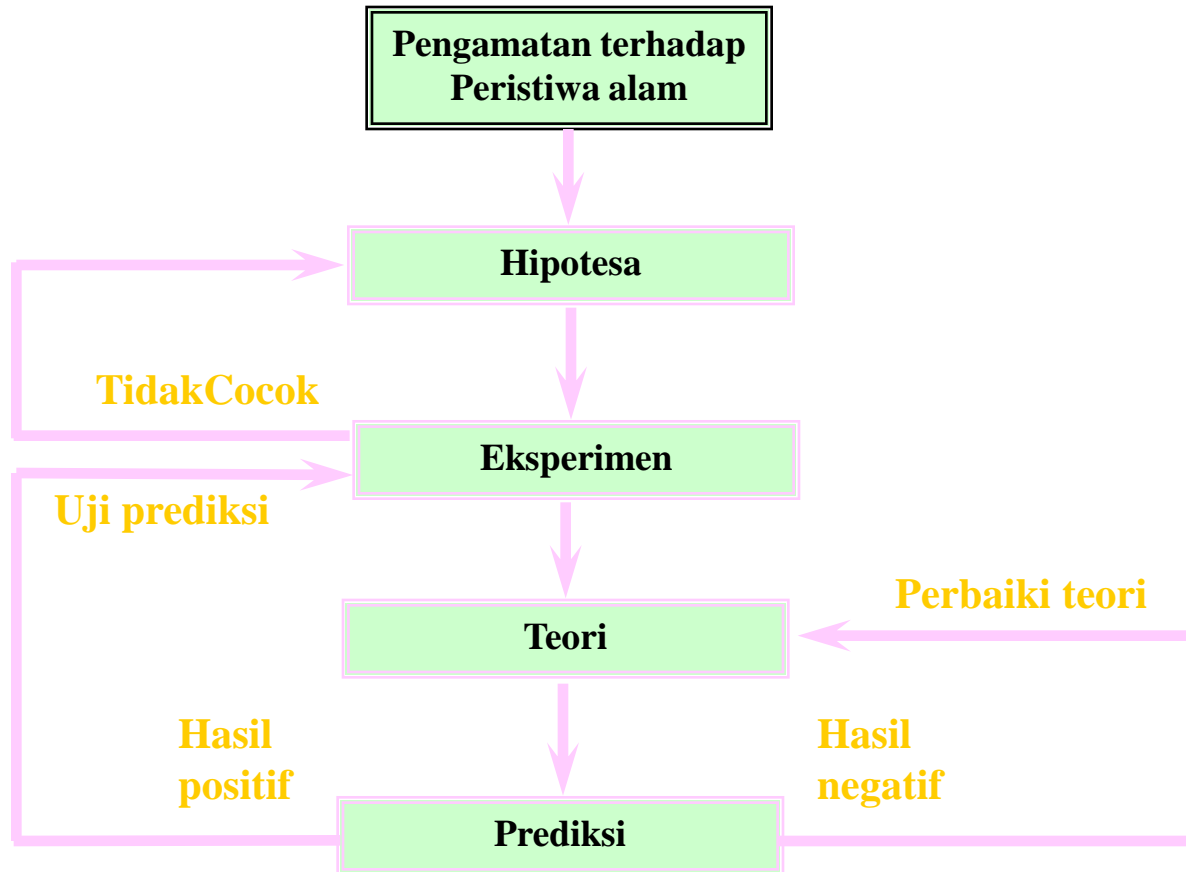 Pengamatan terhadap
Peristiwa alam
Hipotesa
TidakCocok
Eksperimen
Uji prediksi
Perbaiki teori
Teori
Hasil
positif
Hasil
negatif
Prediksi